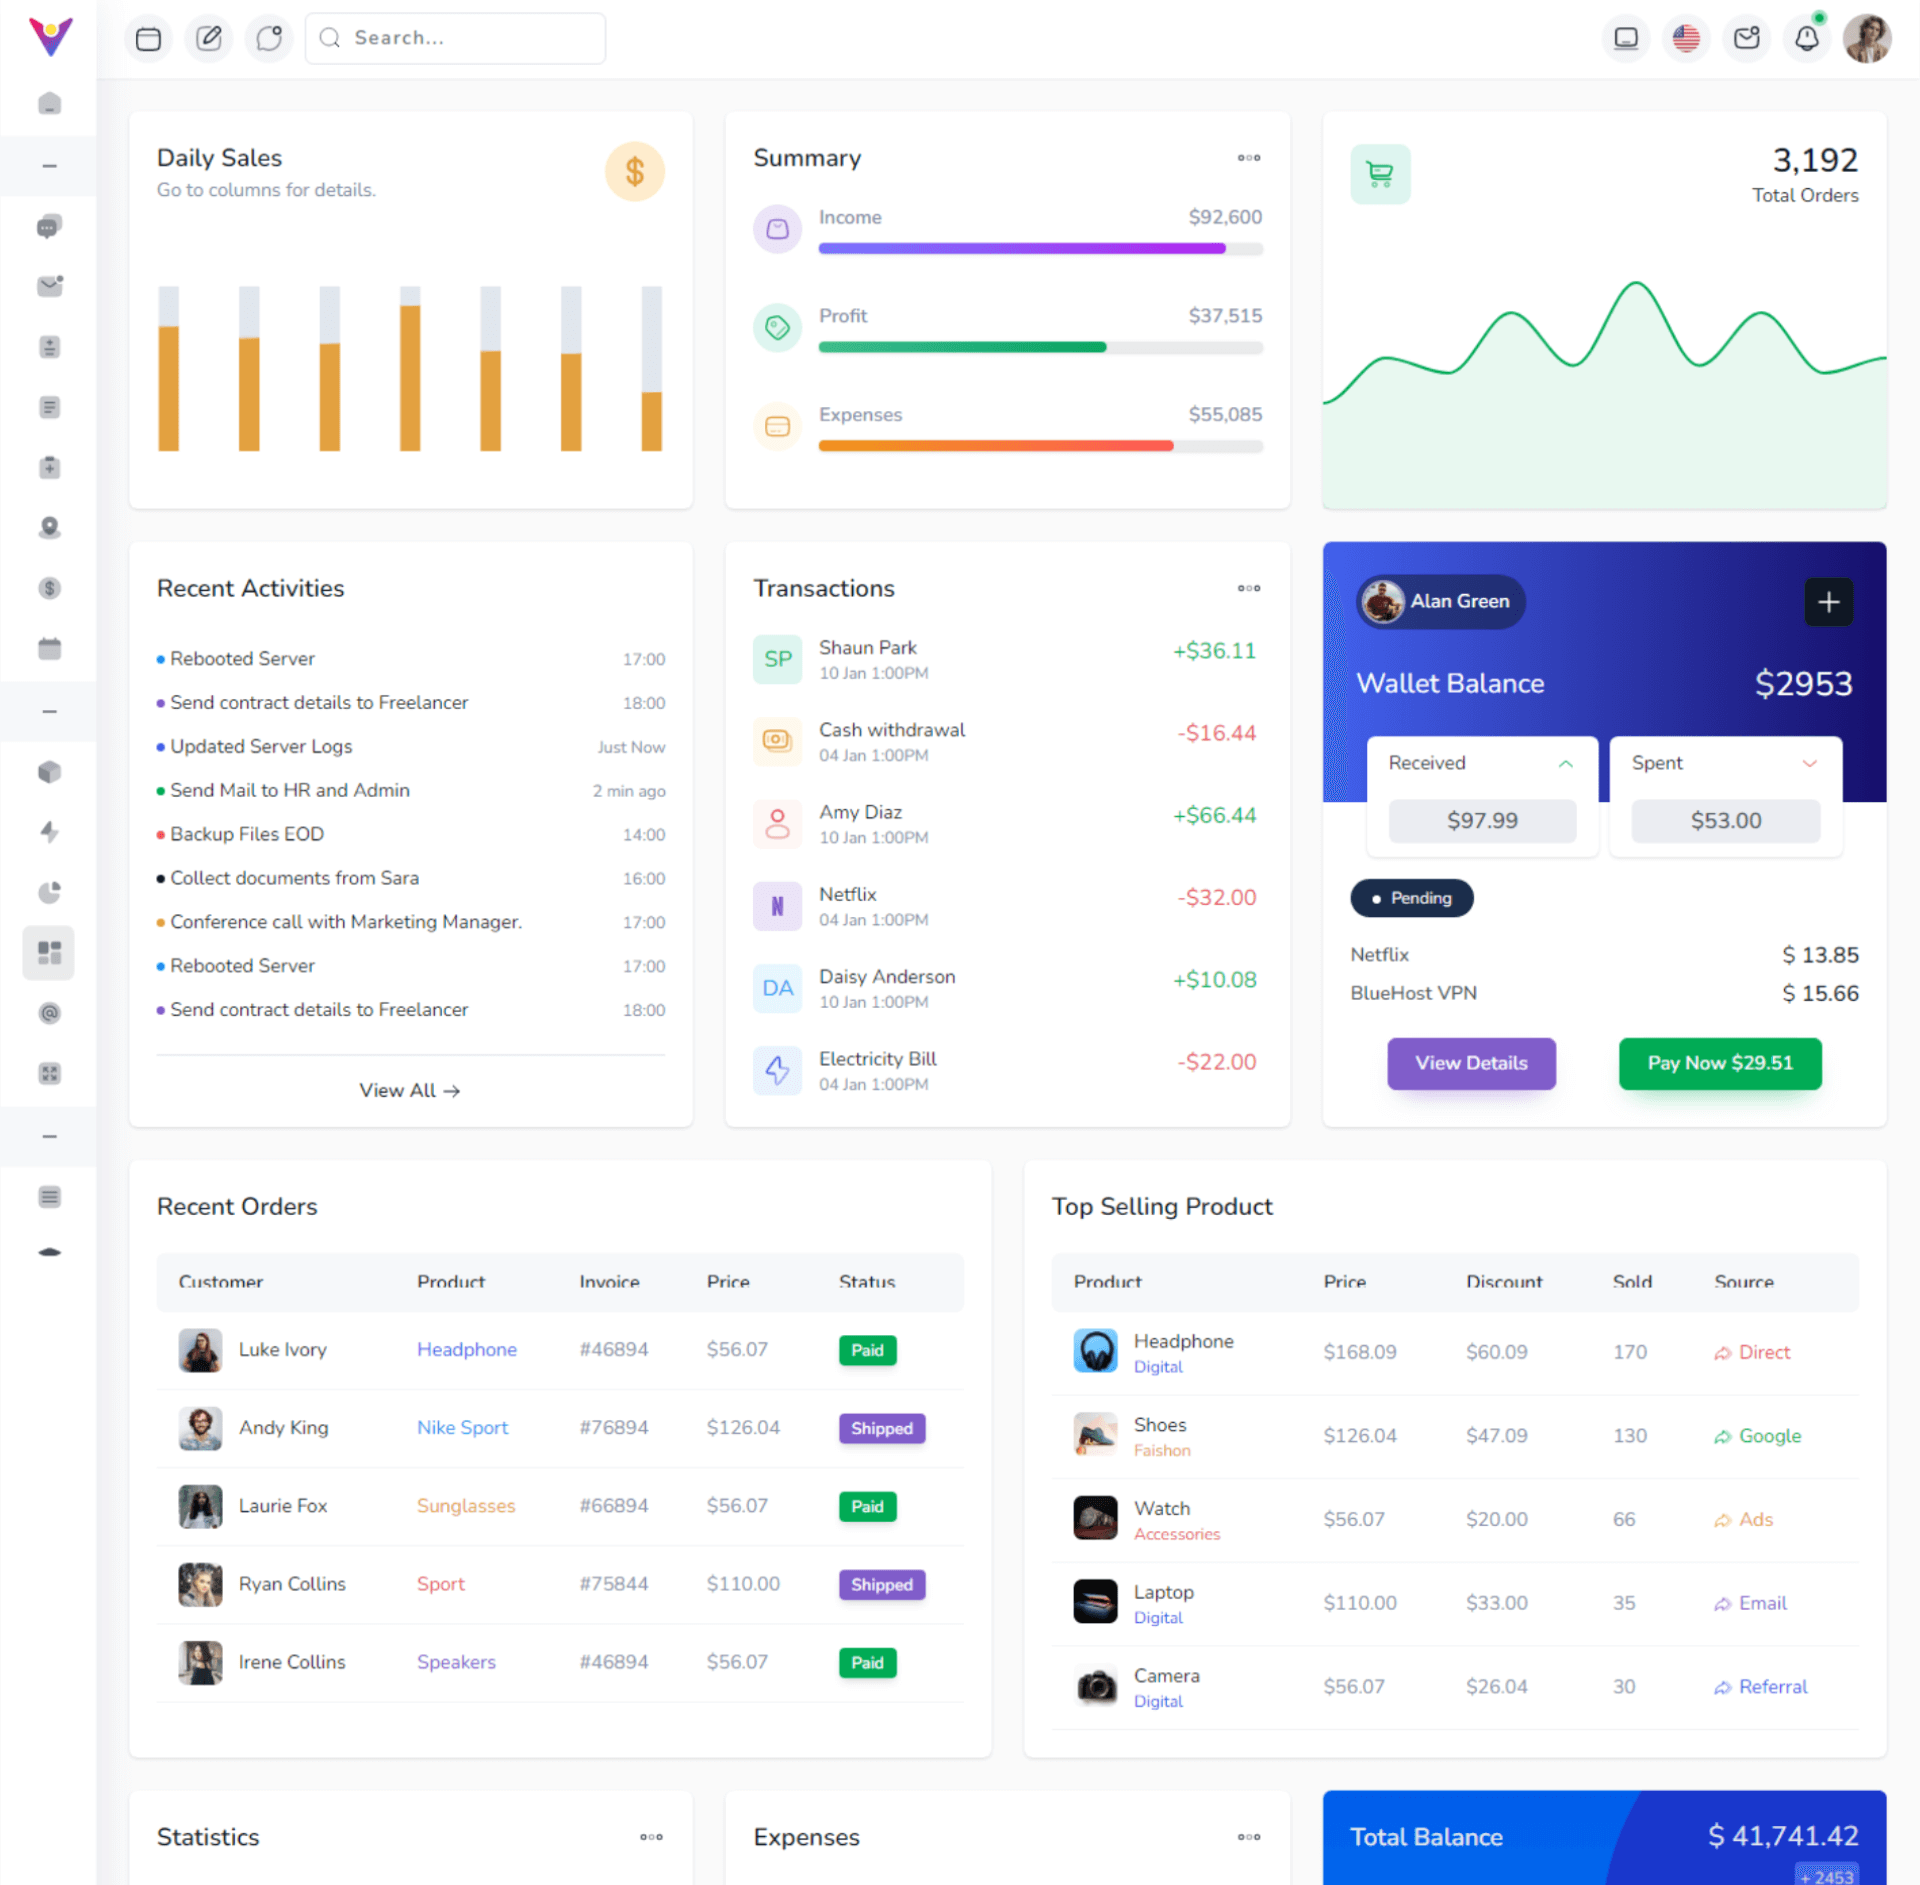 Search...
Daily Sales
Go to columns for details.
$
Summary
Income $92,600
Profit $37,515
Expenses $55,085
3,192
Total Orders
Recent Activities
Rebooted Server 17:00
Send contract details to Freelancer 18:00
Updated Server Logs Just Now
Send Mail to HR and Admin 2 min ago
Backup Files EOD 14:00
Collect documents from Sara 16:00
Conference call with Marketing Manager. 17:00
Rebooted Server 17:00
Send contract details to Freelancer 18:00
View All →
Transactions
SP Shaun Park +$36.11
10 Jan 1:00PM
Cash withdrawal -$16.44
04 Jan 1:00PM
Amy Diaz +$66.44
10 Jan 1:00PM
N Netflix -$32.00
04 Jan 1:00PM
DA Daisy Anderson +$10.08
10 Jan 1:00PM
Electricity Bill -$22.00
04 Jan 1:00PM
Alan Green
Wallet Balance $2953
Received Spent
$97.99 $53.00
Pending
Netflix $ 13.85
BlueHost VPN $ 15.66
View Details Pay Now $29.51
Recent Orders
Customer Product Invoice Price Status
Luke Ivory Headphone #46894 $56.07 Paid
Andy King Nike Sport #76894 $126.04 Shipped
Laurie Fox Sunglasses #66894 $56.07 Paid
Ryan Collins Sport #75844 $110.00 Shipped
Irene Collins Speakers #46894 $56.07 Paid
Top Selling Product
Product Price Discount Sold Source
Headphone $168.09 $60.09 170 Direct
Digital
Shoes $126.04 $47.09 130 Google
Faishon
Watch $56.07 $20.00 66 Ads
Accessories
Laptop $110.00 $33.00 35 Email
Digital
Camera $56.07 $26.04 30 Referral
Digital
Statistics
Expenses
Total Balance $ 41,741.42
+ 2453